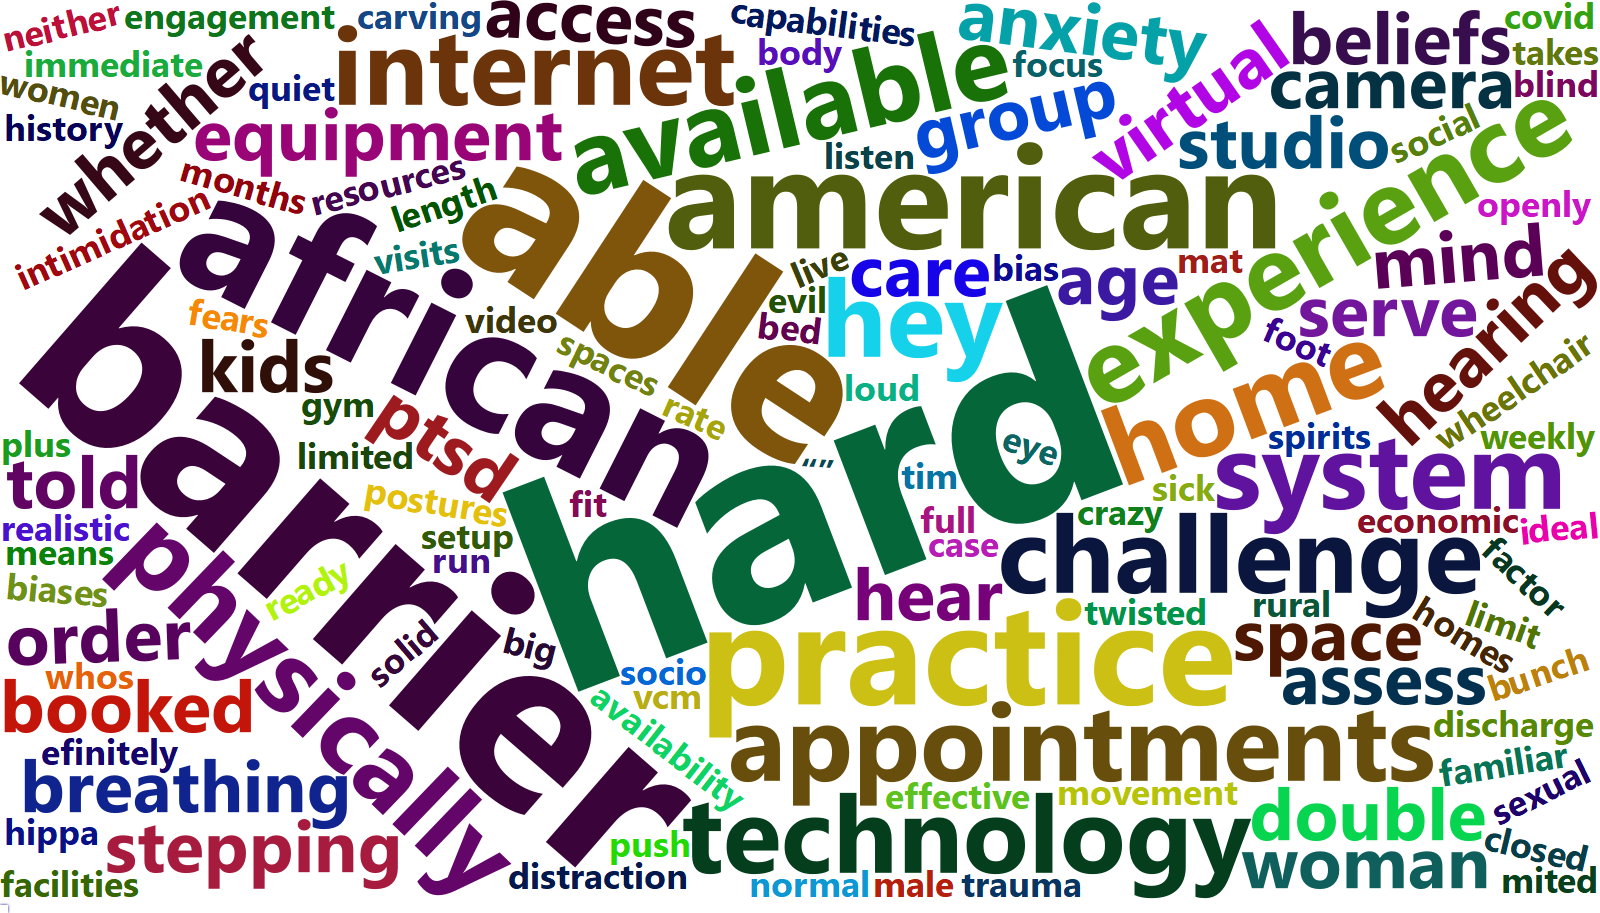 neither
engagement
carving
access
capabilities
anxiety
beliefs
covid
immediate
whether
internet
body
available
focus
virtual
takes
women
quiet
group
camera
blind
history
equipment
listen
studio
social
months
resources
american
experience
intimidation
length
openly
african
able
visits
live
care
bias
age
mat
mind
hearing
fears
video
evil
bed
hey
serve
foot
barrier
kids
spaces
hard
home
wheelchair
gym
ptsd
rate
loud
plus
limited
“”
eye
spirits
weekly
told
postures
fit
tim
sick
system
realistic
setup
full
crazy
economic
ideal
means
run
case
challenge
factor
biases
physically
ready
hear
twisted
rural
homes
limit
order
solid
big
practice
space
whos
socio
assess
bunch
booked
vcm
availability
appointments
discharge
efinitely
familiar
breathing
effective
movement
double
sexual
hippa
stepping
push
technology
woman
closed
facilities
distraction
normal
male
trauma
mited